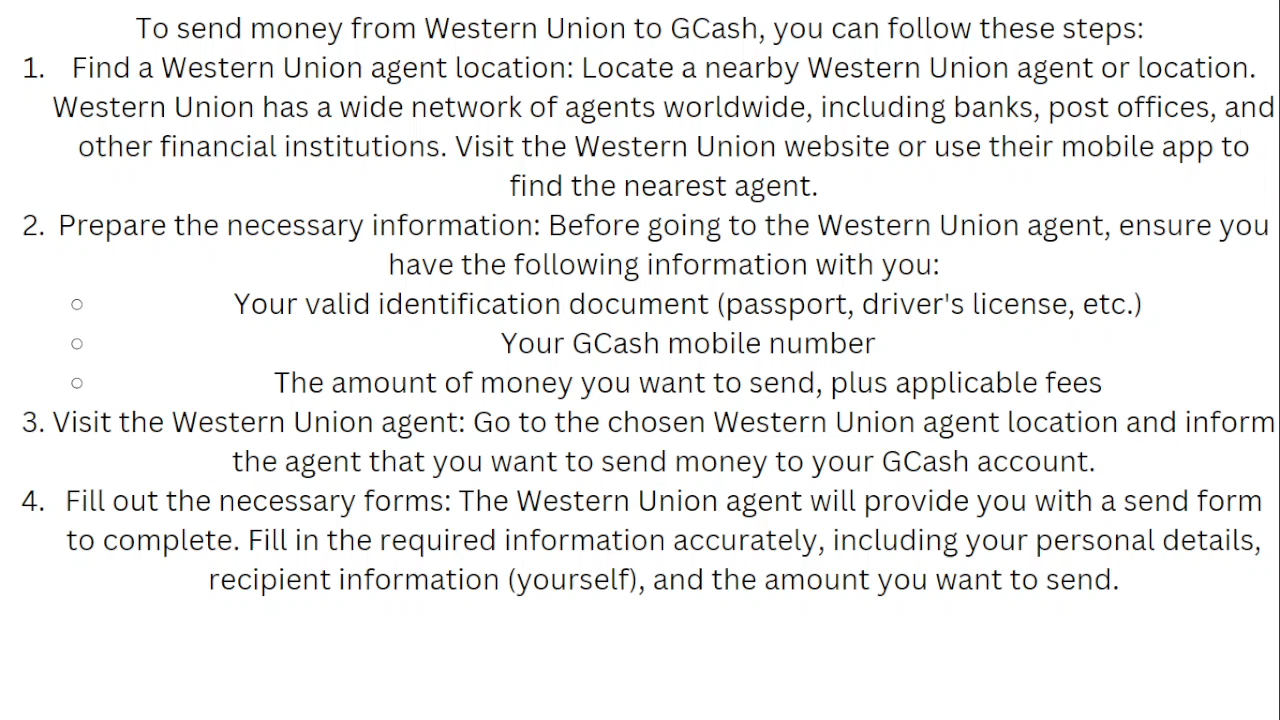 To send money from Western Union to GCash, you can follow these steps:
1. Find a Western Union agent location: Locate a nearby Western Union agent or location.
Western Union has a wide network of agents worldwide, including banks, post offices, and
other financial institutions. Visit the Western Union website or use their mobile app to
find the nearest agent.
2. Prepare the necessary information: Before going to the Western Union agent, ensure you
have the following information with you:
○ Your valid identification document (passport, driver's license, etc.)
○ Your GCash mobile number
○ The amount of money you want to send, plus applicable fees
3. Visit the Western Union agent: Go to the chosen Western Union agent location and inform
the agent that you want to send money to your GCash account.
4. Fill out the necessary forms: The Western Union agent will provide you with a send form
to complete. Fill in the required information accurately, including your personal details,
recipient information (yourself), and the amount you want to send.